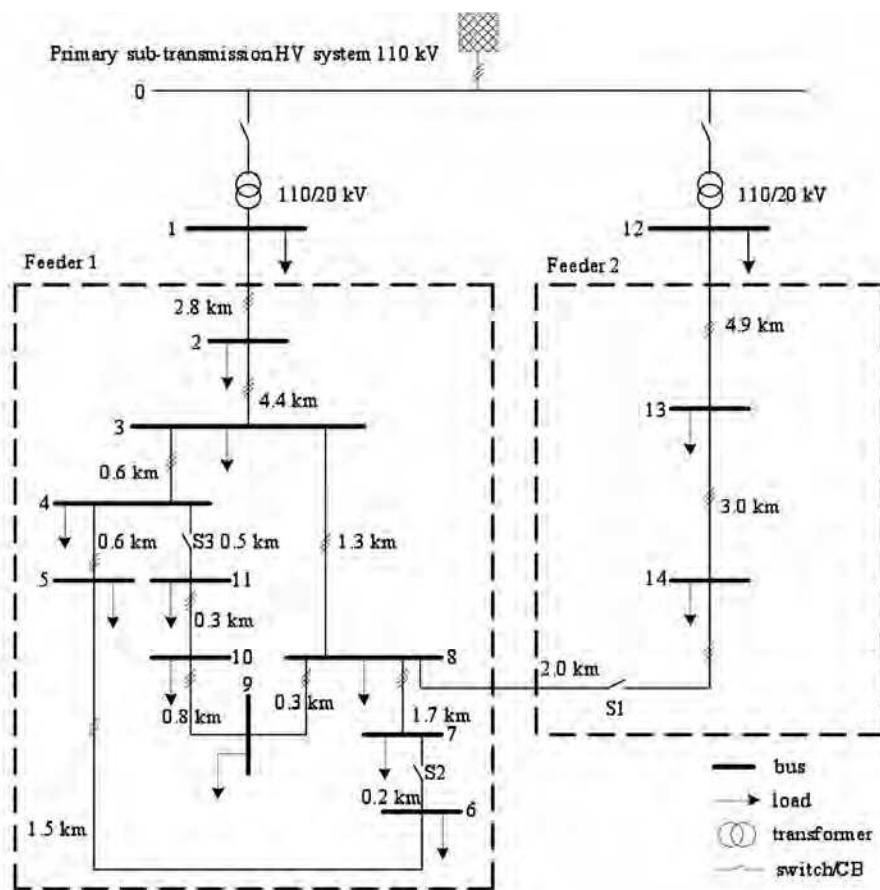 Primary sub-transmission HV system 110 kV
0
110/20 kV
110/20 kV
1
12
Feeder 1
Feeder 2
2.8 km
4.9 km
2
4.4 km
13
3
0.6 km
3.0 km
4
0.6 km
S3 0.5 km
1.3 km
5
11
14
0.3 km
10
8
9
2.0 km
0.3 km
0.8 km
1.7 km
S1
7
S2
bus
0.2 km
6
load
1.5 km
transformer
switch/CB